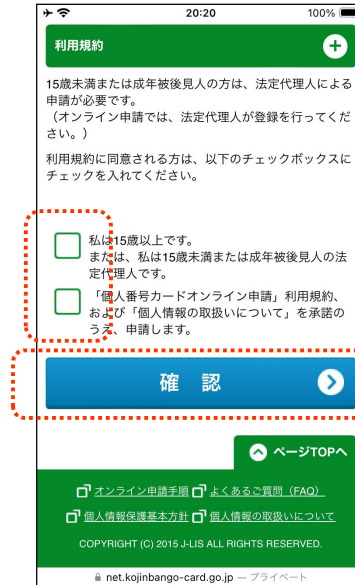 20:20
100%
利用規約
15歳未満または成年被後見人の方は、法定代理人による
申請が必要です。
（オンライン申請では、法定代理人が登録を行ってくだ
さい。）
利用規約に同意される方は、以下のチェックボックスに
チェックを入れてください。
私は15歳以上です。
または、私は15歳未満または成年被後見人の法
定代理人です。
「個人番号カードオンライン申請」利用規約、
および「個人情報の取扱いについて」を承諾の
うえ、申請します。
確 認
ページTOPへ
オンライン申請手順 よくあるご質問（FAQ）
個人情報保護基本方針 個人情報の取扱いについて
COPYRIGHT (C) 2015 J-LIS ALL RIGHTS RESERVED.
net.kojinbango-card.go.jp — プライベート